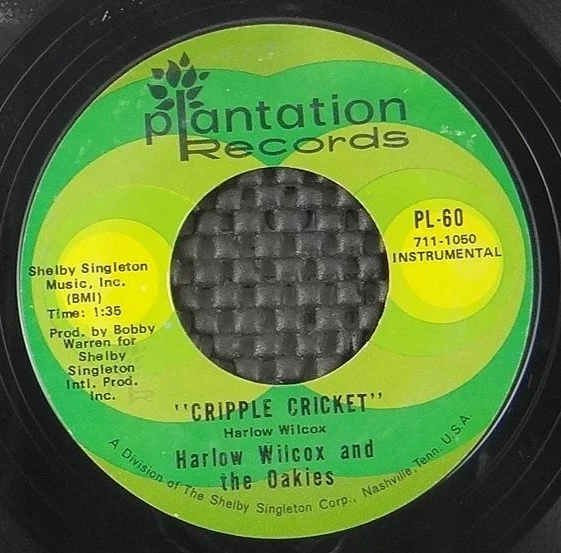 plantation
Records
PL-60
711-1050
INSTRUMENTAL
Shelby Singleton
Music, Inc.
(BMI)
Time: 1:35
Prod. by Bobby
Warren for
Shelby
Singleton
Intl. Prod.
Inc.
"CRIPPLE CRICKET"
Harlow Wilcox
Harlow Wilcox and
the Oakies
A Division of The Shelby Singleton Corp., Nashville, Tenn. U.S.A.